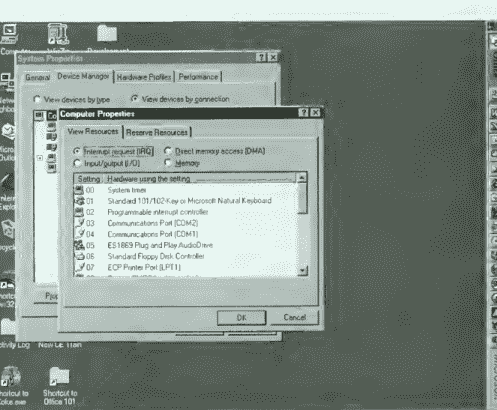 System Properties
General
Device Manager
Hardware Profiles
Performance
View devices by type
View devices by connection
Computer Properties
View Resources
Reserve Resources
Interrupt request (IRQ)
Direct memory access (DMA)
Input/output (I/O)
Memory
Setting
Hardware using the setting
00 System timer
01 Standard 101/102-Key or Microsoft Natural Keyboard
02 Programmable interrupt controller
03 Communications Port (COM2)
04 Communications Port (COM1)
05 ES1869 Plug and Play AudioDrive
06 Standard Floppy Disk Controller
07 ECP Printer Port (LPT1)
OK
Cancel
Shortcut to
Office 101